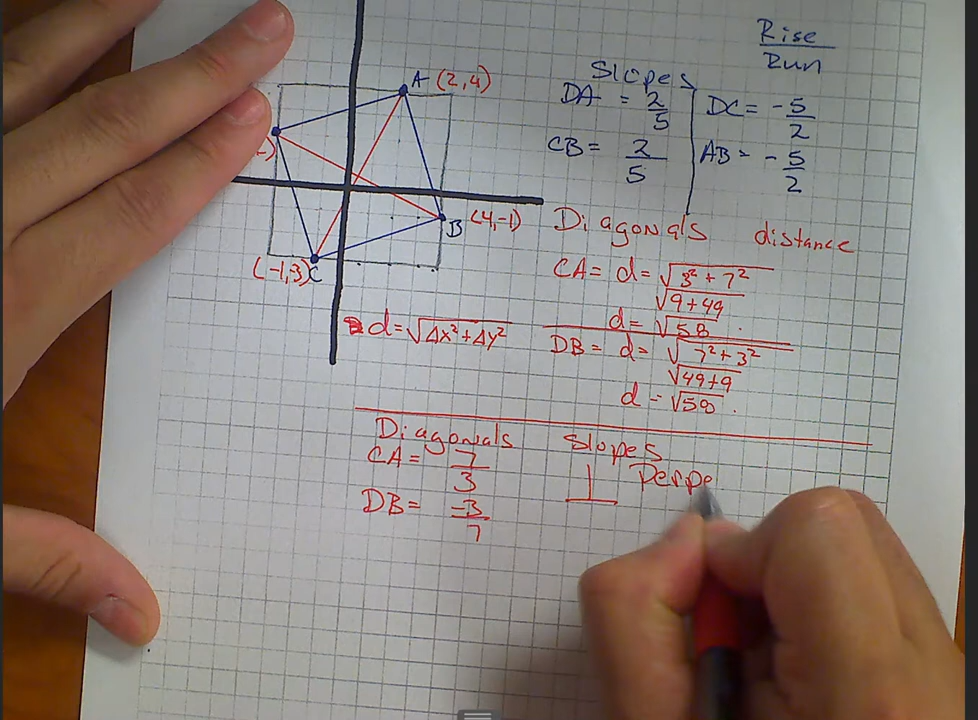 Rise
Run
Slopes
DA = 2/5
DC = -5/2
CB = 2/5
AB = -5/2
A (2,4)
B (4,-1)
(-1,3) C
Diagonals distance
CA = d = √3² + 7²
√9+49
d = √58.
d = √Δx² + Δy²
DB = d = √7² + 3²
√49+9
d = √58.
Diagonals Slopes
CA = 7/3
⊥ Perpe
DB = -3/7